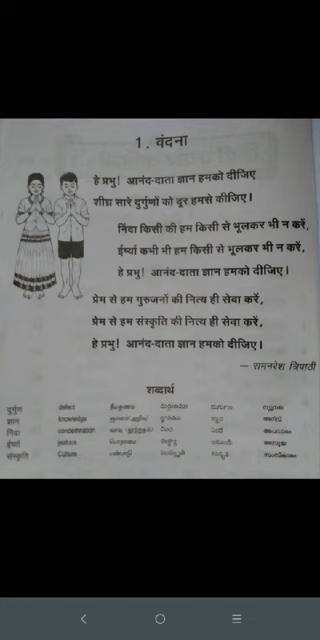 1. वंदना
हे प्रभु! आनंद-दाता ज्ञान हमको दीजिए
शीघ्र सारे दुर्गुणों को दूर हमसे कीजिए।
निंदा किसी की हम किसी से भूलकर भी न करें,
ईर्ष्या कभी भी हम किसी से भूलकर भी न करें,
हे प्रभु! आनंद-दाता ज्ञान हमको दीजिए।
प्रेम से हम गुरुजनों की नित्य ही सेवा करें,
प्रेम से हम संस्कृति की नित्य ही सेवा करें,
हे प्रभु! आनंद-दाता ज्ञान हमको दीजिए।
— रामनरेश त्रिपाठी
शब्दार्थ
दुर्गुण defect
ज्ञान knowledge
निंदा condemnation
ईर्ष्या jealous
संस्कृति Culture